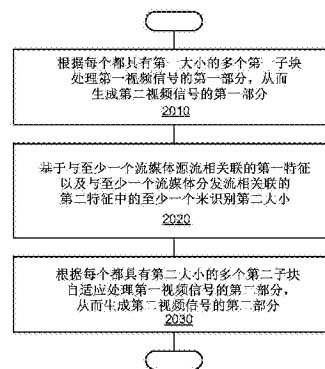 根据每个都具有第一大小的多个第一子块
处理第一视频信号的第一部分，从而
生成第二视频信号的第一部分
2010
基于与至少一个流媒体源流相关联的第一特征
以及与至少一个流媒体分发流相关联的
第二特征中的至少一个来识别第二大小
2020
根据每个都具有第二大小的多个第二子块
自适应处理第一视频信号的第二部分，
从而生成第二视频信号的第二部分
2030